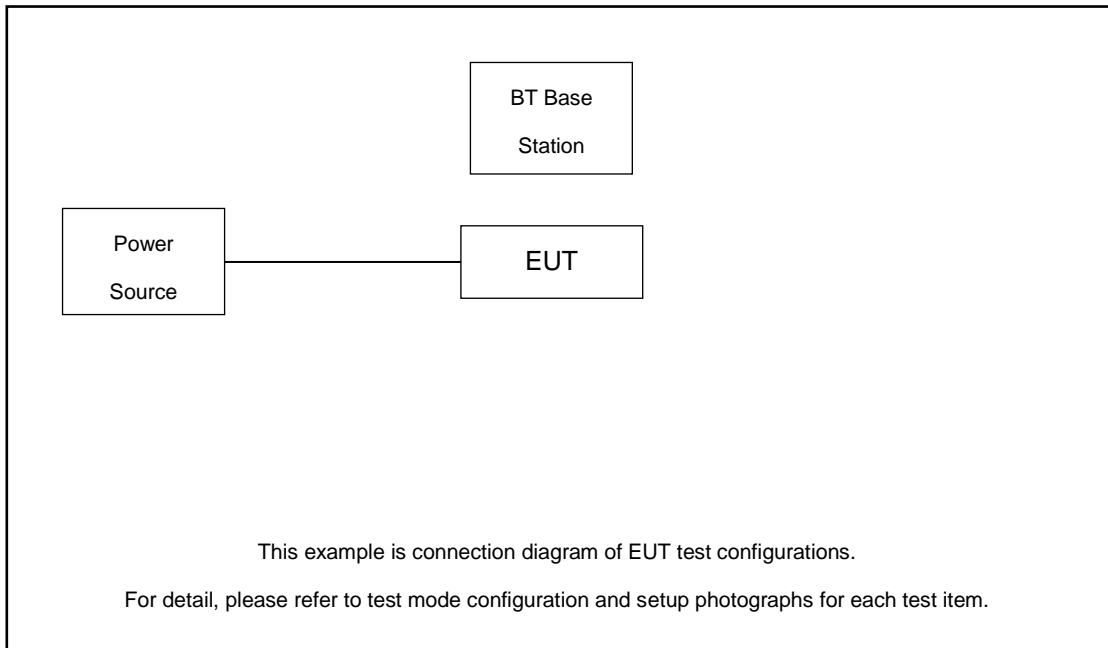 BT Base
Station
Power
Source
EUT
This example is connection diagram of EUT test configurations.
For detail, please refer to test mode configuration and setup photographs for each test item.